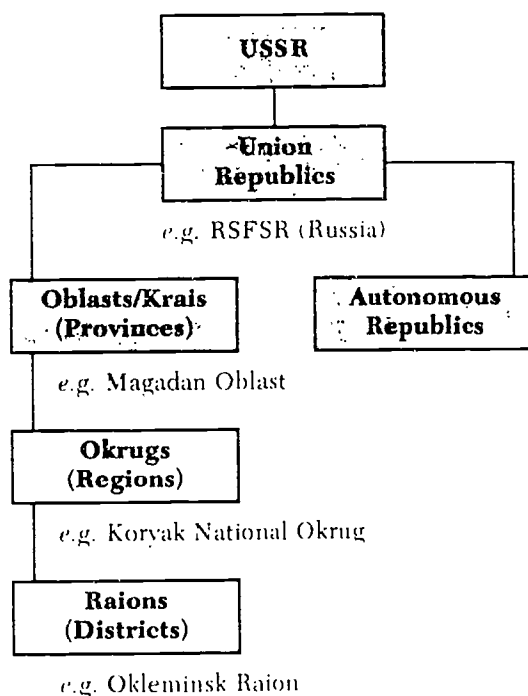 USSR
Union
Republics
e.g. RSFSR (Russia)
Oblasts/Krais
(Provinces)
Autonomous
Republics
e.g. Magadan Oblast
Okrugs
(Regions)
e.g. Koryak National Okrug
Raions
(Districts)
e.g. Okleminsk Raion